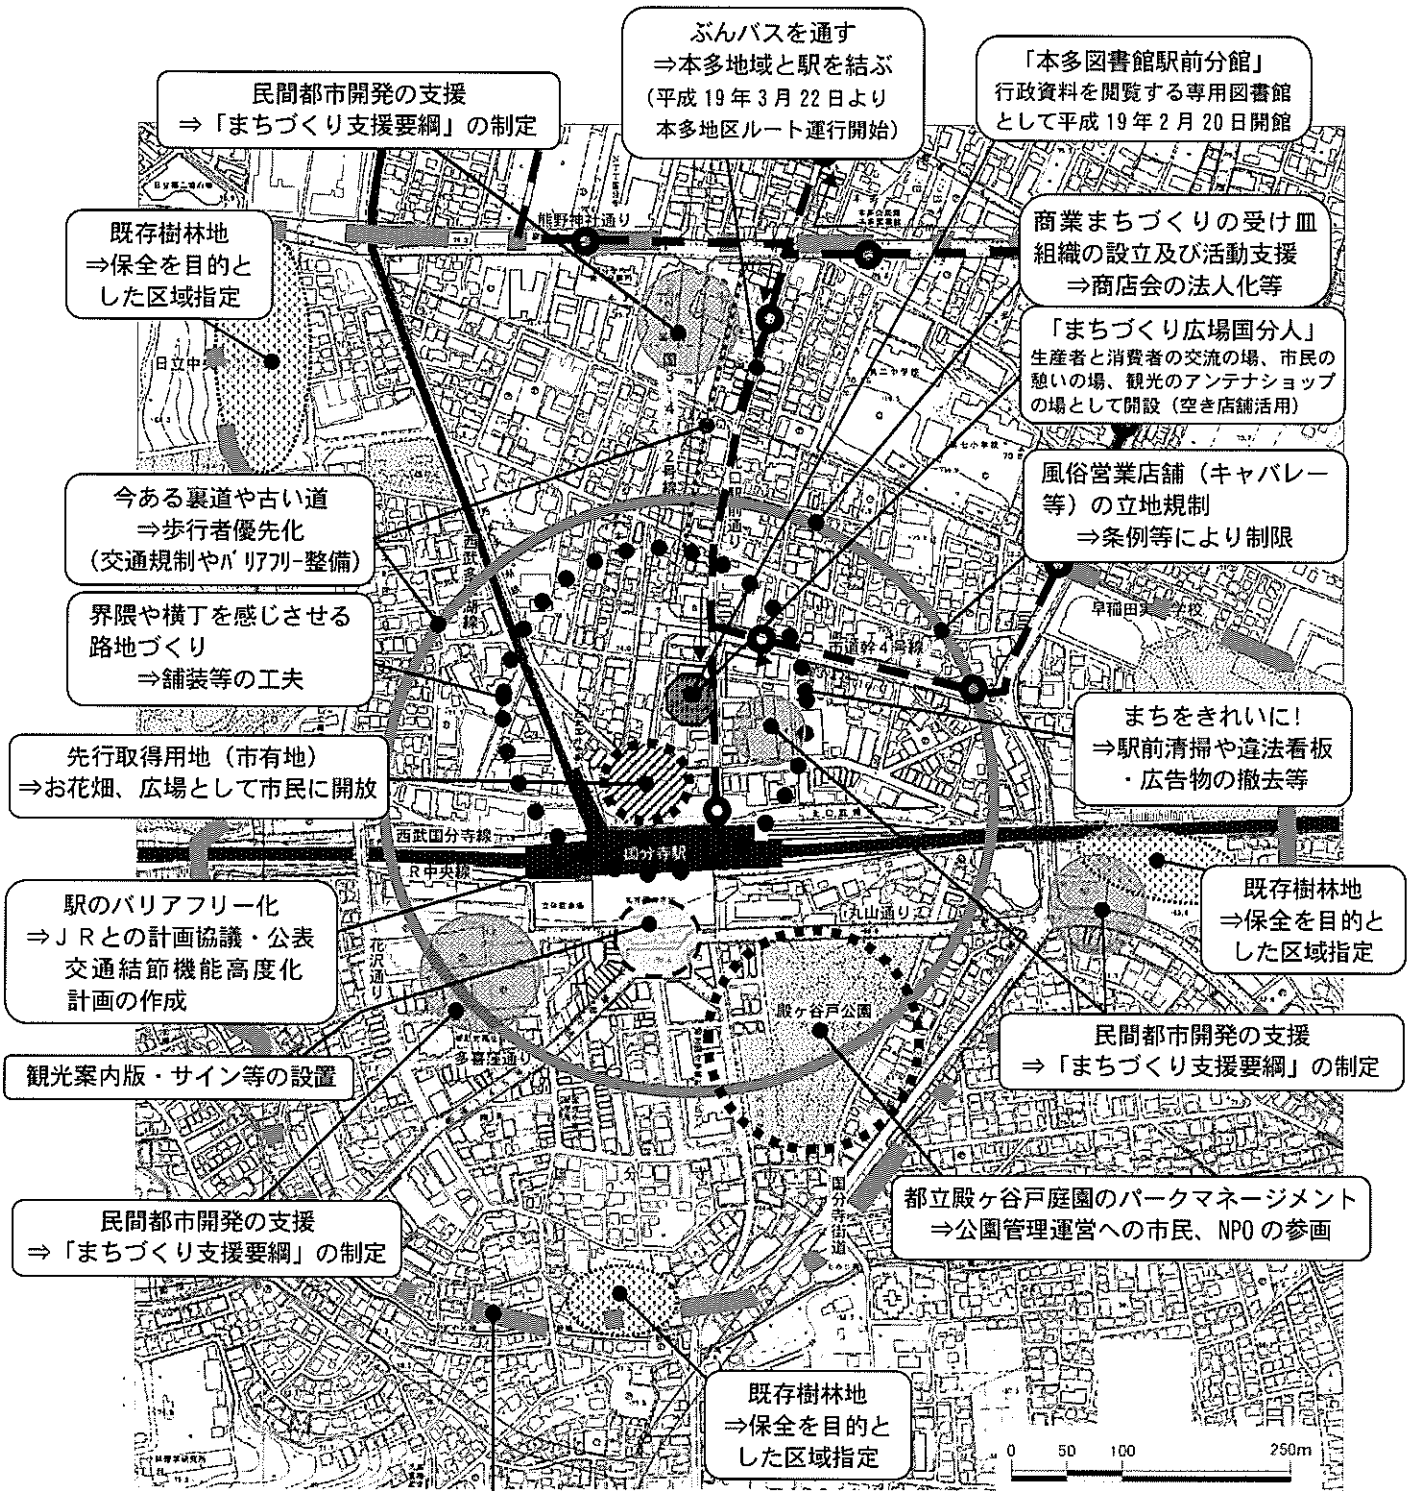 ぶんバスを通す
⇒本多地域と駅を結ぶ
(平成19年3月22日より
本多地区ルート運行開始)
「本多図書館駅前分館」
行政資料を閲覧する専用図書館
として平成19年2月20日開館
民間都市開発の支援
⇒「まちづくり支援要綱」の制定
熊野神社通り
既存樹林地
⇒保全を目的と
した区域指定
商業まちづくりの受け皿
組織の設立及び活動支援
⇒商店会の法人化等
「まちづくり広場国分人」
生産者と消費者の交流の場、市民の
憩いの場、観光のアンテナショップ
の場として開設(空き店舗活用)
日立中央
今ある裏道や古い道
⇒歩行者優先化
(交通規制やバリアフリー整備)
風俗営業店舗(キャバレー
等)の立地規制
⇒条例等により制限
西武多摩湖線
界隈や横丁を感じさせる
路地づくり
⇒舗装等の工夫
早稲田実学校
市道幹4号線
まちをきれいに!
⇒駅前清掃や違法看板
・広告物の撤去等
先行取得用地(市有地)
⇒お花畑、広場として市民に開放
西武国分寺線
国分寺駅
R中央線
駅のバリアフリー化
⇒JRとの計画協議・公表
交通結節機能高度化
計画の作成
花沢通り
丸山通り
既存樹林地
⇒保全を目的と
した区域指定
殿ヶ谷戸公園
多喜窪通り
民間都市開発の支援
⇒「まちづくり支援要綱」の制定
観光案内版・サイン等の設置
国分寺街道
都立殿ヶ谷戸庭園のパークマネージメント
⇒公園管理運営への市民、NPOの参画
民間都市開発の支援
⇒「まちづくり支援要綱」の制定
既存樹林地
⇒保全を目的と
した区域指定
0 50 100 250m